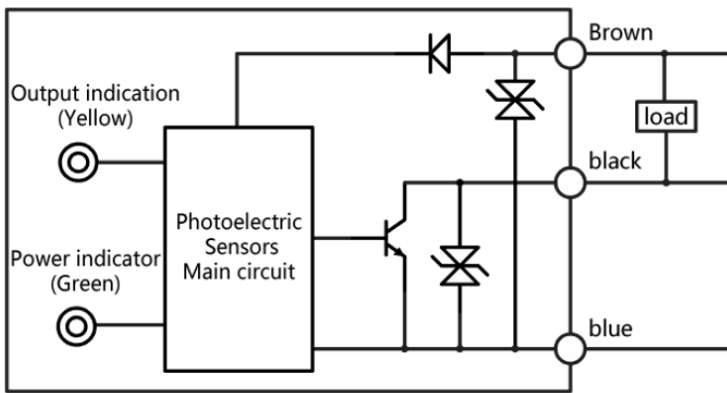 Brown
Output indication
(Yellow)
load
black
Photoelectric
Sensors
Main circuit
Power indicator
(Green)
blue